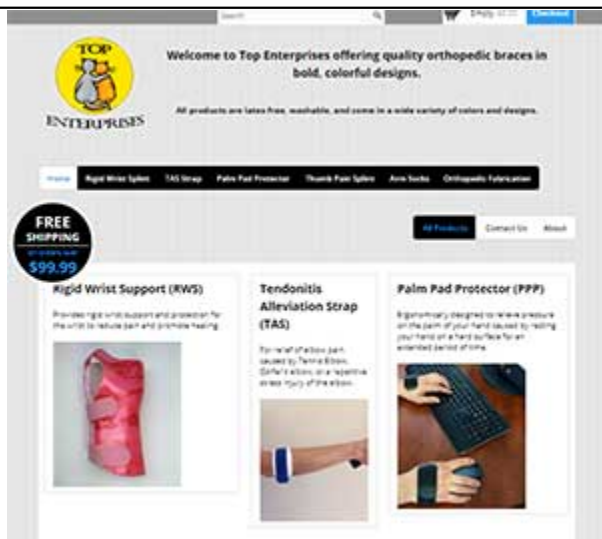 Search
Empty $0.00
Checkout
TOP
ENTERPRISES
Welcome to Top Enterprises offering quality orthopedic braces in
bold, colorful designs.
All products are latex free, washable, and come in a wide variety of colors and designs.
Home
Rigid Wrist Splint
TAS Strap
Palm Pad Protector
Thumb Pain Splint
Arm Socks
Orthopedic Fabrication
FREE
SHIPPING
$99.99
All Products
Contact Us
About
Rigid Wrist Support (RWS)
Provides rigid wrist support and protection for
the wrist to reduce pain and promote healing.
Tendonitis
Alleviation Strap
(TAS)
For relief of elbow pain
caused by Tennis Elbow,
Golfer's elbow, or a repetitive
stress injury of the elbow.
Palm Pad Protector (PPP)
Ergonomically designed to relieve pressure
on the palm of your hand caused by resting
your hand on a hard surface for an
extended period of time.